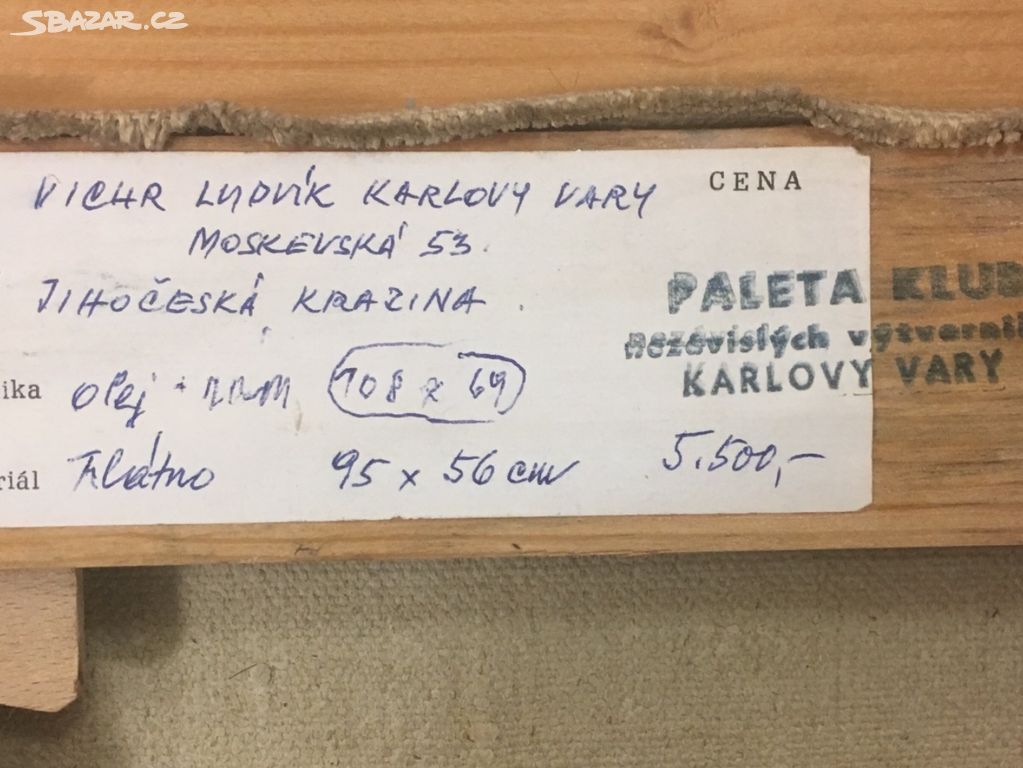 SBAZAR.CZ
VICHR LUDVÍK KARLOVY VARY
CENA
MOSKEVSKÁ 53.
JIHOČESKÁ KRAJINA.
PALETA KLUB
nezávislých výtvarní
KARLOVY VARY
ika olej + RÁM 108 x 69
riál Plátno 95 x 56 cm 5.500,-